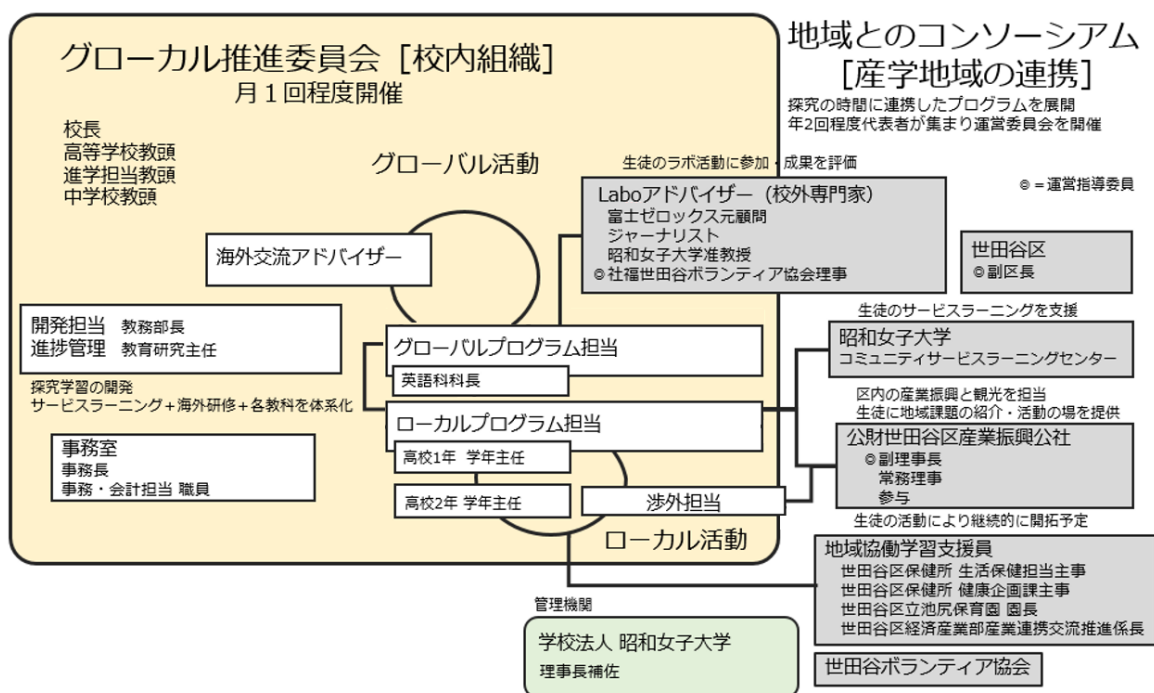 グローカル推進委員会［校内組織］
月１回程度開催
校長
高等学校教頭
進学担当教頭
中学校教頭
グローバル活動
海外交流アドバイザー
開発担当 教務部長
進捗管理 教育研究主任
探究学習の開発
サービスラーニング＋海外研修＋各教科を体系化
事務室
事務長
事務・会計担当 職員
グローバルプログラム担当
英語科科長
ローカルプログラム担当
高校1年 学年主任
高校2年 学年主任
渉外担当
ローカル活動
地域とのコンソーシアム
［産学地域の連携］
探究の時間に連携したプログラムを展開
年2回程度代表者が集まり運営委員会を開催
◎＝運営指導委員
生徒のラボ活動に参加・成果を評価
Laboアドバイザー（校外専門家）
富士ゼロックス元顧問
ジャーナリスト
昭和女子大学准教授
◎社福世田谷ボランティア協会理事
世田谷区
◎副区長
生徒のサービスラーニングを支援
昭和女子大学
コミュニティサービスラーニングセンター
区内の産業振興と観光を担当
生徒に地域課題の紹介・活動の場を提供
公財世田谷区産業振興公社
◎副理事長
常務理事
参与
生徒の活動により継続的に開拓予定
地域協働学習支援員
世田谷区保健所 生活保健担当主事
世田谷区保健所 健康企画課主事
世田谷区立池尻保育園 園長
世田谷区経済産業部産業連携交流推進係長
世田谷ボランティア協会
管理機関
学校法人 昭和女子大学
理事長補佐